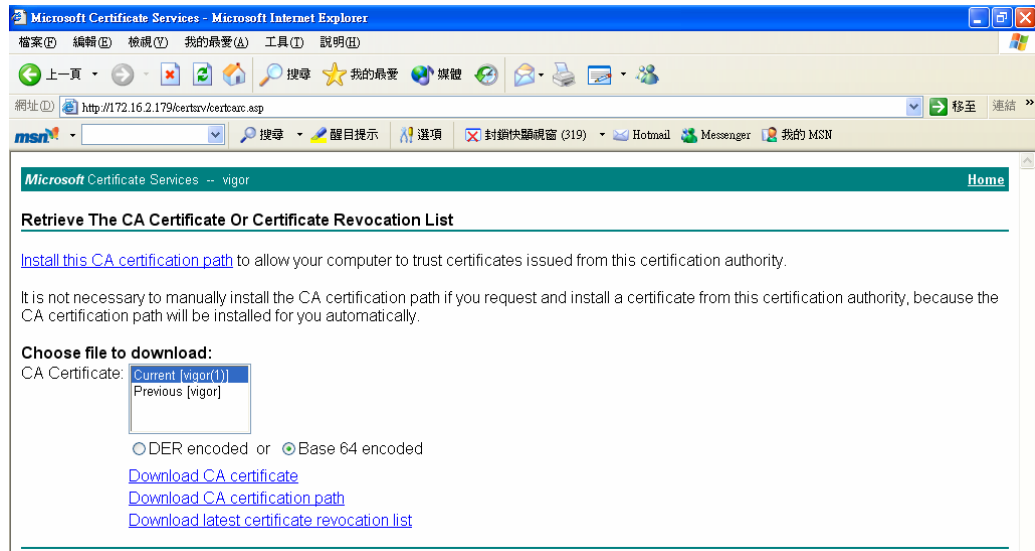 Microsoft Certificate Services - Microsoft Internet Explorer
檔案(F) 編輯(E) 檢視(V) 我的最愛(A) 工具(T) 說明(H)
上一頁 搜尋 我的最愛 媒體
網址(D) http://172.16.2.179/certsrv/certcarc.asp 移至 連結 »
msn 搜尋 醒目提示 選項 封鎖快顯視窗 (319) Hotmail Messenger 我的 MSN
Microsoft Certificate Services -- vigor Home
Retrieve The CA Certificate Or Certificate Revocation List
Install this CA certification path to allow your computer to trust certificates issued from this certification authority.
It is not necessary to manually install the CA certification path if you request and install a certificate from this certification authority, because the
CA certification path will be installed for you automatically.
Choose file to download:
CA Certificate: Current [vigor(1)]
Previous [vigor]
DER encoded or Base 64 encoded
Download CA certificate
Download CA certification path
Download latest certificate revocation list